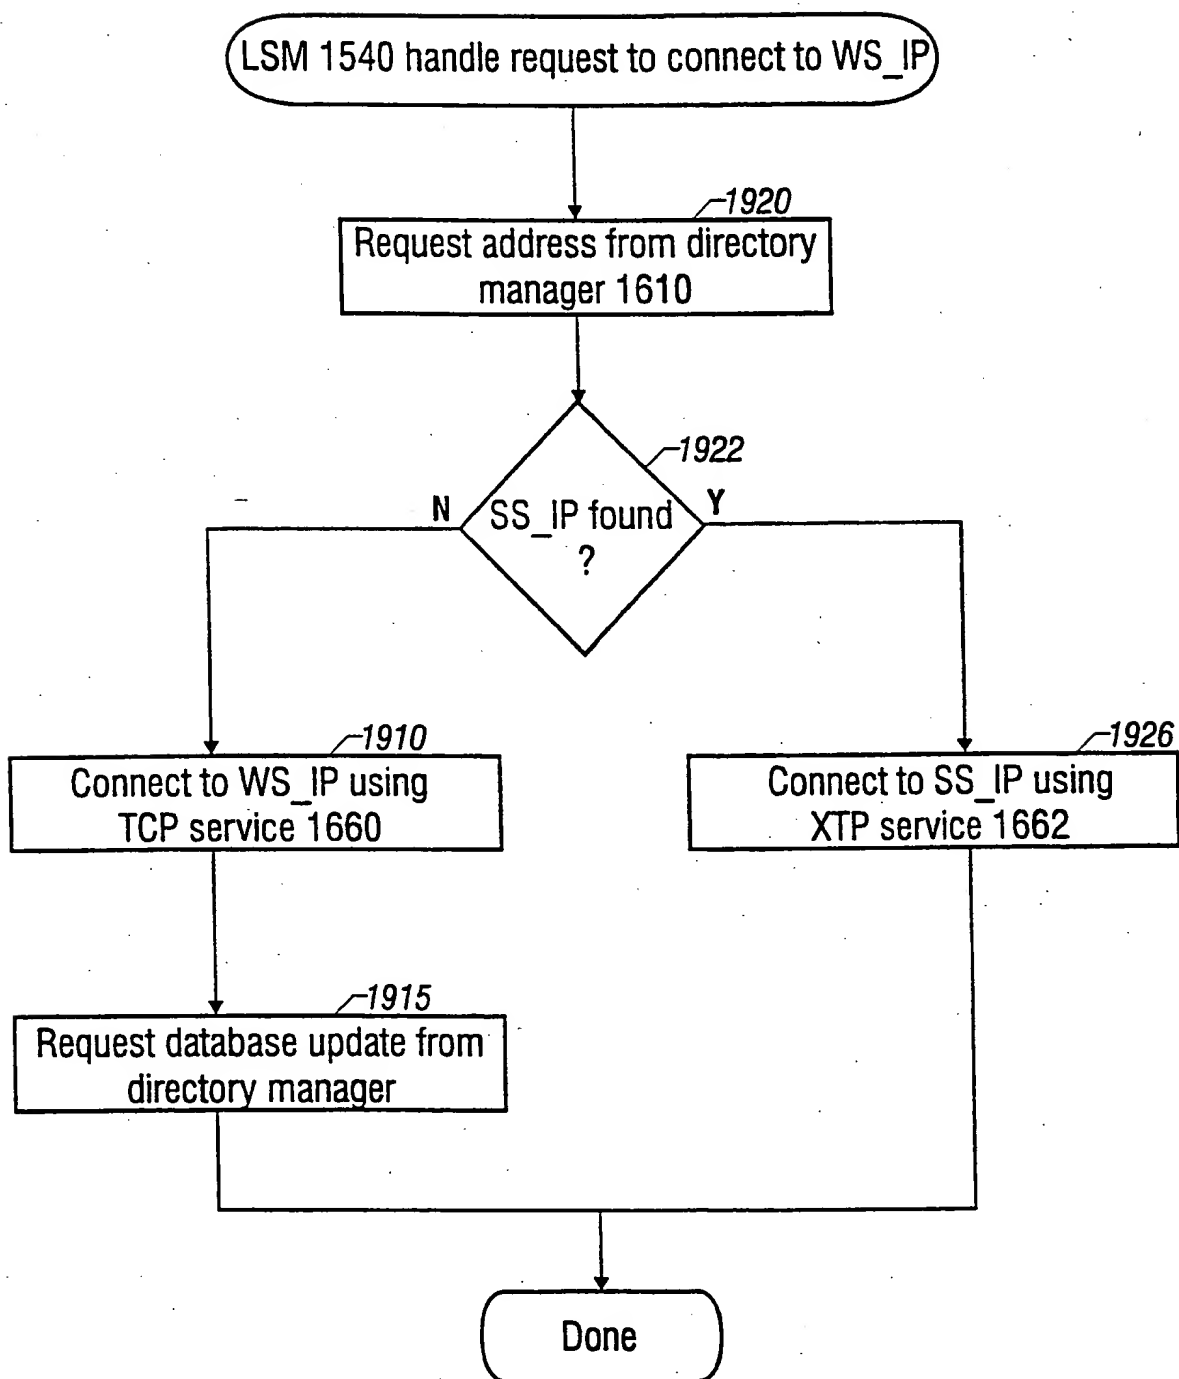 LSM 1540 handle request to connect to WS_IP
1920
Request address from directory
manager 1610
1922
N
SS_IP found
?
Y
1910
Connect to WS_IP using
TCP service 1660
1926
Connect to SS_IP using
XTP service 1662
1915
Request database update from
directory manager
Done